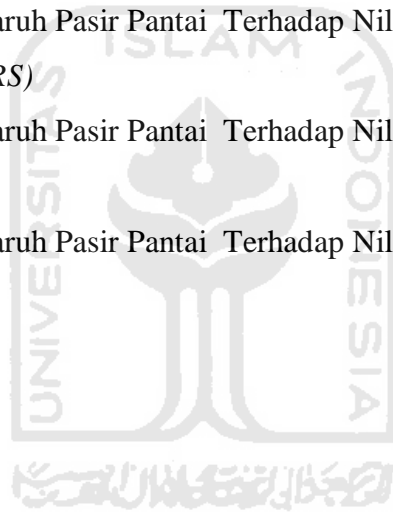 aruh Pasir Pantai  Terhadap Nil
RS)
aruh Pasir Pantai  Terhadap Nil
aruh Pasir Pantai  Terhadap Nil
ISLAM
UNIVERSITAS
INDONESIA